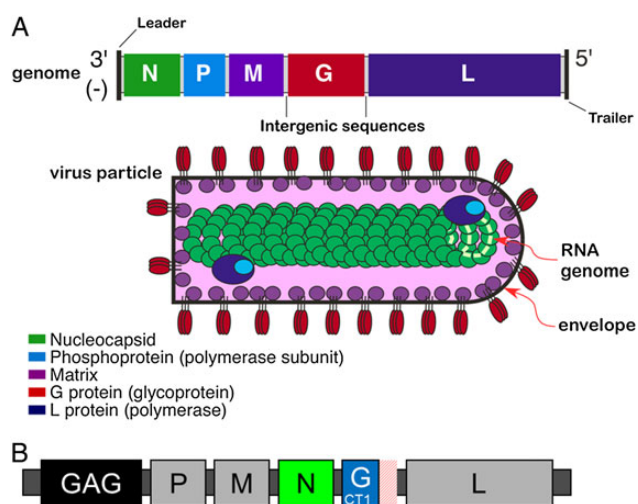 A
Leader
3'
genome
(-)
N P M G L
5'
Intergenic sequences
Trailer
virus particle
RNA
genome
envelope
Nucleocapsid
Phosphoprotein (polymerase subunit)
Matrix
G protein (glycoprotein)
L protein (polymerase)
B
GAG P M N G L
CT1